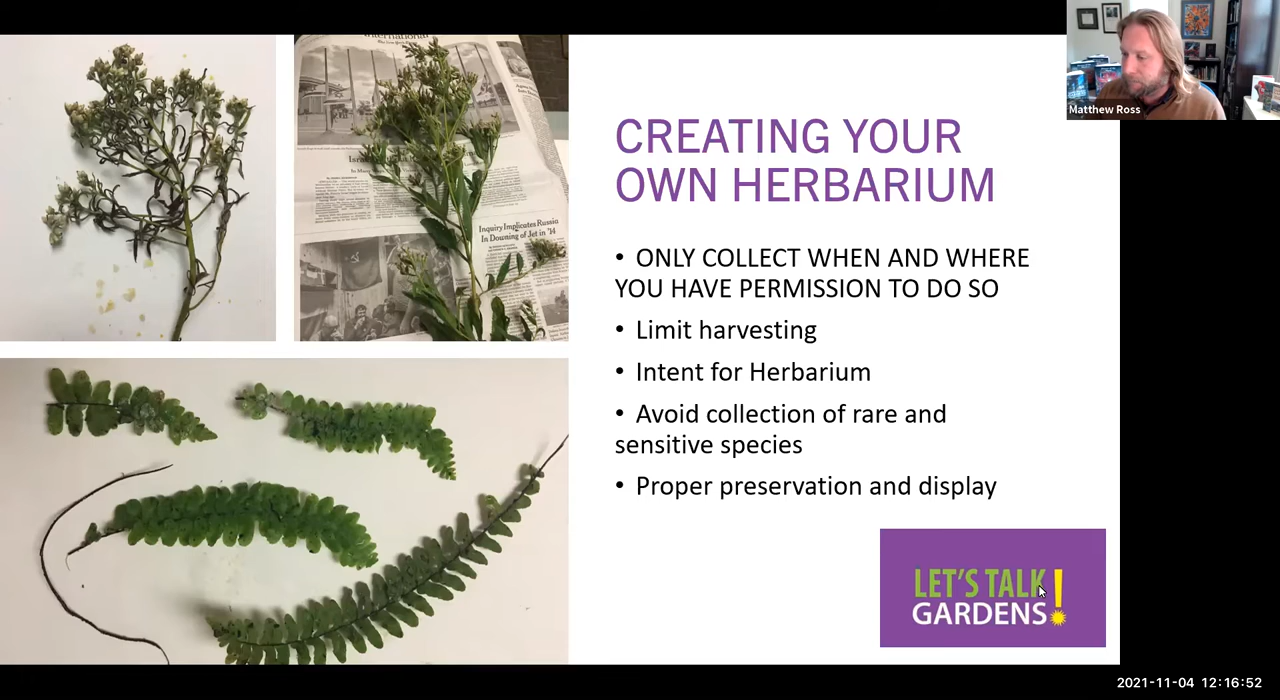 Matthew Ross
International
Inquiry Implicates Russia
In Downing of Jet in '14
CREATING YOUR
OWN HERBARIUM
• ONLY COLLECT WHEN AND WHERE
YOU HAVE PERMISSION TO DO SO
• Limit harvesting
• Intent for Herbarium
• Avoid collection of rare and
sensitive species
• Proper preservation and display
LET'S TALK
GARDENS!
2021-11-04 12:16:52